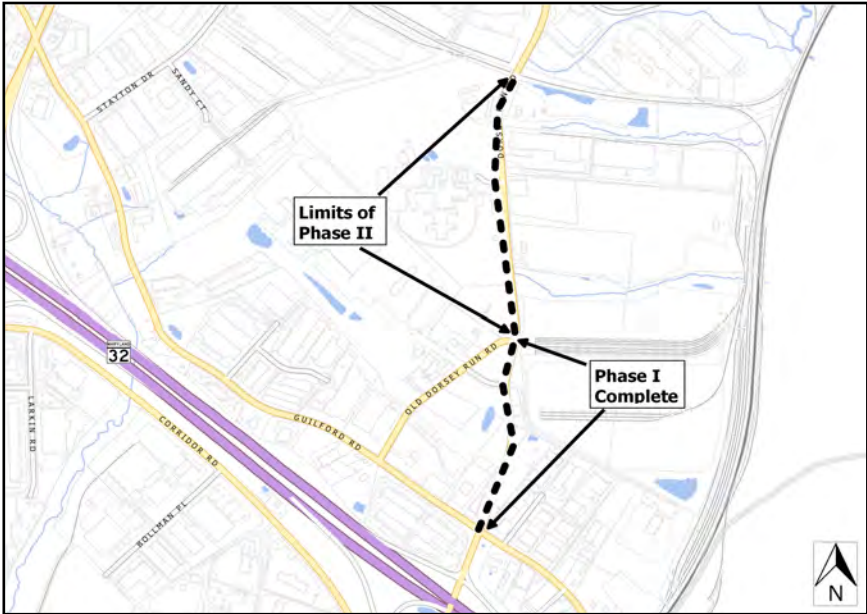 STAYTON DR
SANDY CT
Limits of
Phase II
MARYLAND
32
OLD DORSEY RUN RD
Phase I
Complete
LARKIN RD
CORRIDOR RD
GUILFORD RD
BOLLMAN PL
N